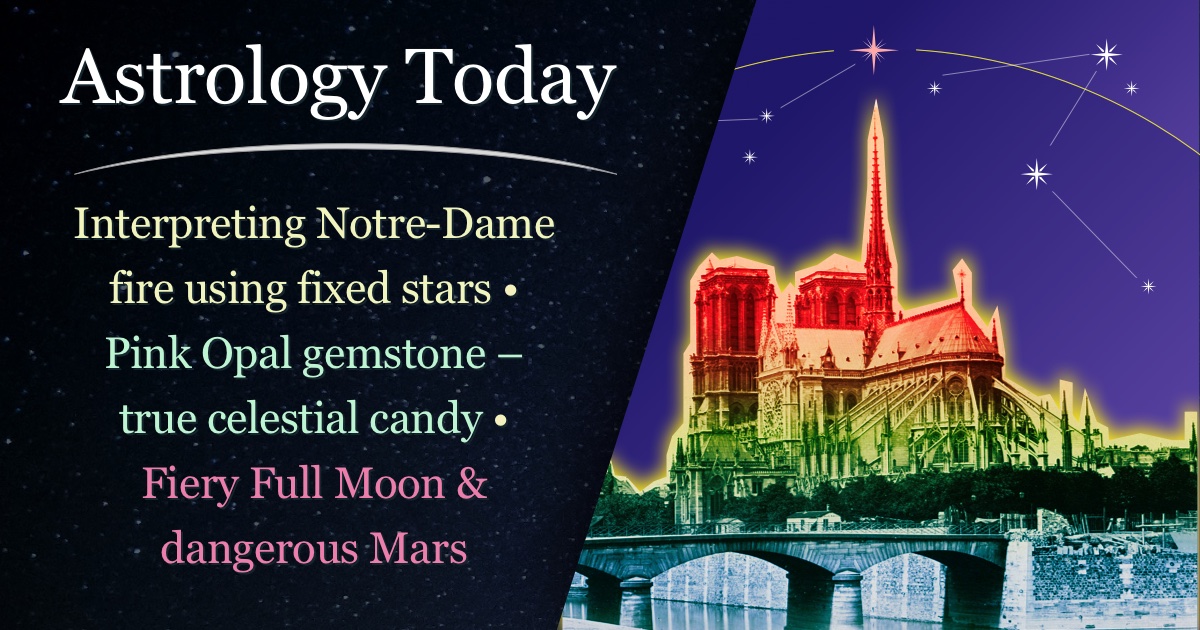 Astrology Today
Interpreting Notre-Dame
fire using fixed stars •
Pink Opal gemstone –
true celestial candy •
Fiery Full Moon &
dangerous Mars